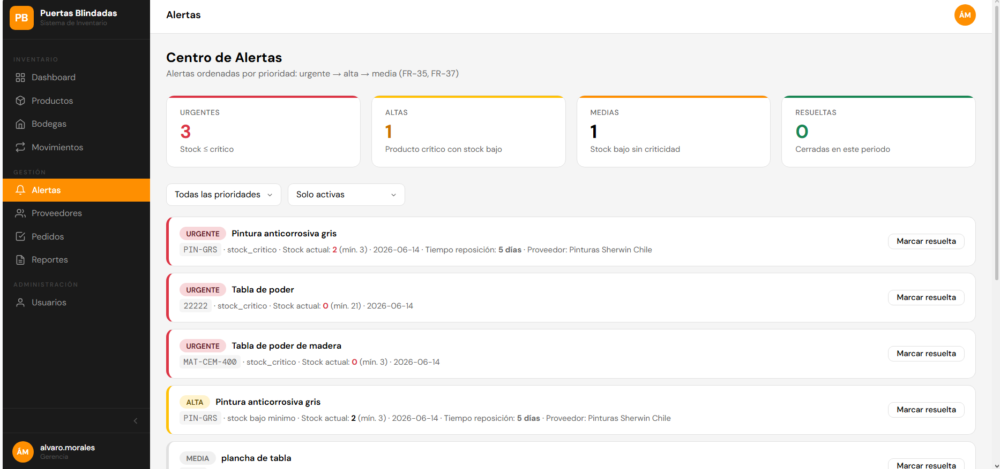 PB
Puertas Blindadas
Sistema de Inventario
INVENTARIO
Dashboard
Productos
Bodegas
Movimientos
GESTIÓN
Alertas
Proveedores
Pedidos
Reportes
ADMINISTRACIÓN
Usuarios
ÁM
alvaro.morales
Gerencia
Alertas
ÁM
Centro de Alertas
Alertas ordenadas por prioridad: urgente → alta → media (FR-35, FR-37)
URGENTES
3
Stock ≤ crítico
ALTAS
1
Producto crítico con stock bajo
MEDIAS
1
Stock bajo sin criticidad
RESUELTAS
0
Cerradas en este periodo
Todas las prioridades
Solo activas
URGENTE Pintura anticorrosiva gris
PIN-GRS · stock_critico · Stock actual: 2 (mín. 3) · 2026-06-14 · Tiempo reposición: 5 días · Proveedor: Pinturas Sherwin Chile
Marcar resuelta
URGENTE Tabla de poder
22222 · stock_critico · Stock actual: 0 (mín. 21) · 2026-06-14
Marcar resuelta
URGENTE Tabla de poder de madera
MAT-CEM-400 · stock_critico · Stock actual: 0 (mín. 3) · 2026-06-14
Marcar resuelta
ALTA Pintura anticorrosiva gris
PIN-GRS · stock bajo minimo · Stock actual: 2 (mín. 3) · 2026-06-14 · Tiempo reposición: 5 días · Proveedor: Pinturas Sherwin Chile
Marcar resuelta
MEDIA plancha de tabla
Marcar resuelta